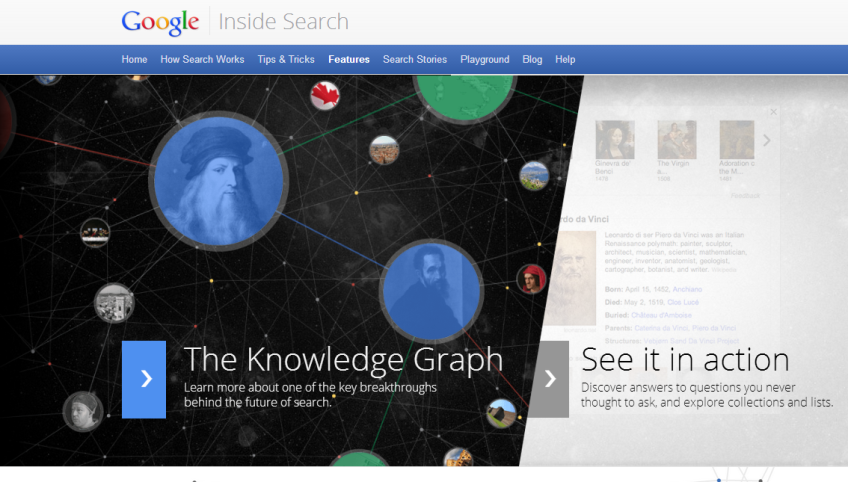 Google Inside Search
Home How Search Works Tips & Tricks Features Search Stories Playground Blog Help
Ginevra de'
Benci
The Virgin
a...
Adoration o
the M...
Feedback
rdo da Vinci
Leonardo di ser Piero da Vinci was an Italian
Renaissance polymath: painter, sculptor,
architect, musician, scientist, mathematician,
engineer, inventor, anatomist, geologist,
cartographer, botanist, and writer. Wikipedia
Born: April 15, 1452, Anchiano
Died: May 2, 1519, Clos Lucé
Buried: Château d'Amboise
Parents: Caterina da Vinci, Piero da Vinci
Structures: Vebjørn Sand Da Vinci Project
The Knowledge Graph
Learn more about one of the key breakthroughs
behind the future of search.
See it in action
Discover answers to questions you never
thought to ask, and explore collections and lists.